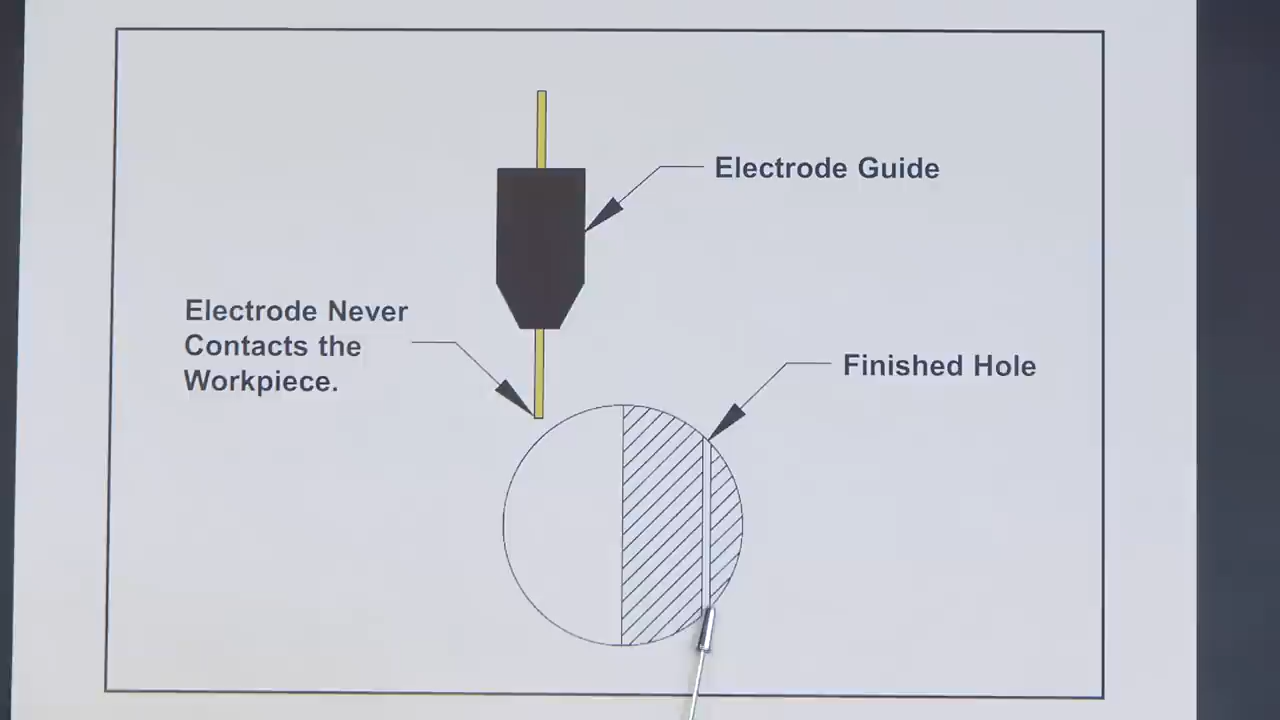 Electrode Guide
Electrode Never
Contacts the
Workpiece.
Finished Hole